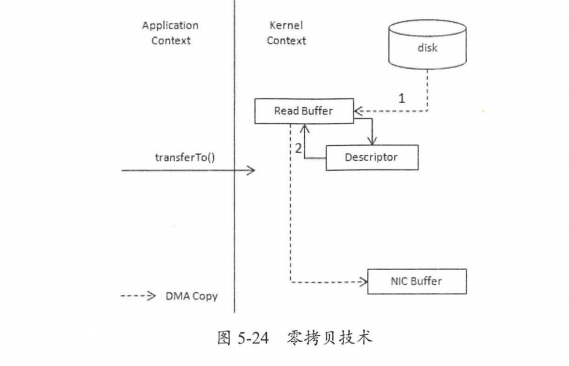 Application
Context
Kernel
Context
disk
1
Read Buffer
2
Descriptor
transferTo()
NIC Buffer
DMA Copy
图 5-24 零拷贝技术